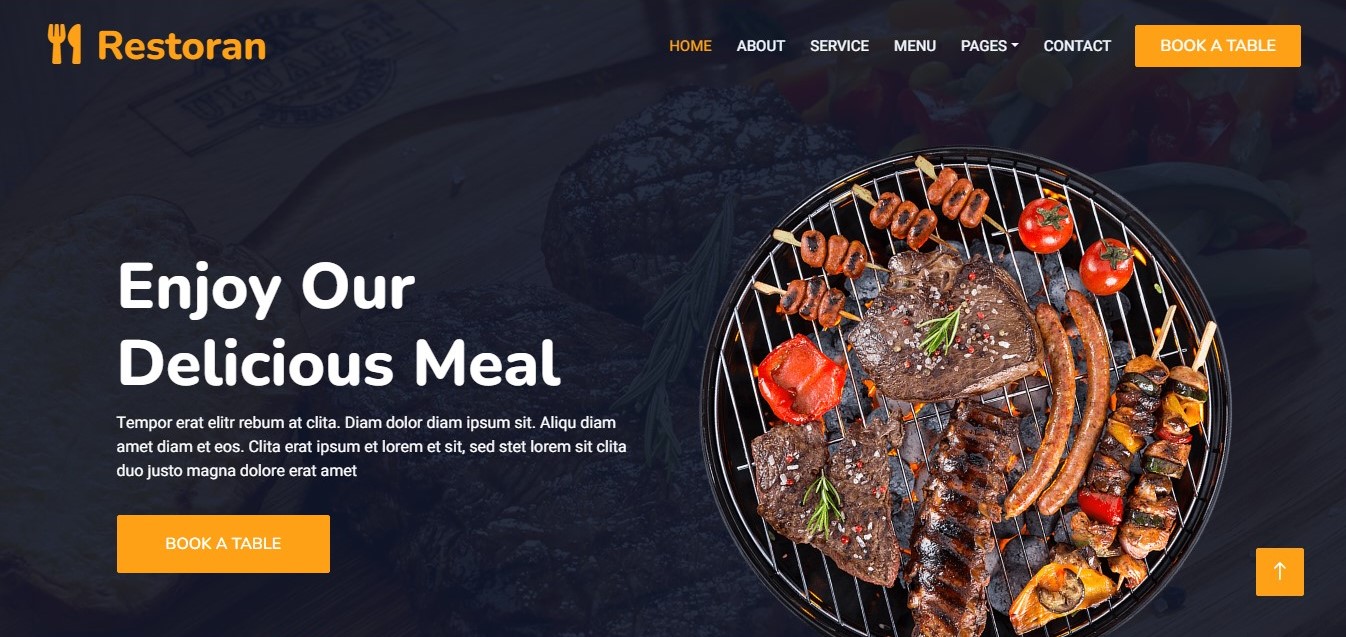 Restoran
HOME ABOUT SERVICE MENU PAGES CONTACT BOOK A TABLE
Enjoy Our
Delicious Meal
Tempor erat elitr rebum at clita. Diam dolor diam ipsum sit. Aliqu diam
amet diam et eos. Clita erat ipsum et lorem et sit, sed stet lorem sit clita
duo justo magna dolore erat amet
BOOK A TABLE